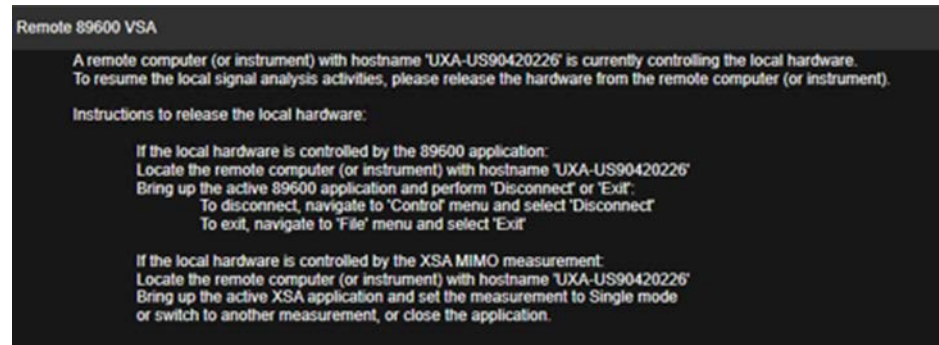 Remote 89600 VSA
A remote computer (or instrument) with hostname 'UXA-US90420226' is currently controlling the local hardware.
To resume the local signal analysis activities, please release the hardware from the remote computer (or instrument).
Instructions to release the local hardware:
If the local hardware is controlled by the 89600 application:
Locate the remote computer (or instrument) with hostname 'UXA-US90420226'
Bring up the active 89600 application and perform 'Disconnect' or 'Exit':
To disconnect, navigate to 'Control' menu and select 'Disconnect'
To exit, navigate to 'File' menu and select 'Exit'
If the local hardware is controlled by the XSA MIMO measurement:
Locate the remote computer (or instrument) with hostname 'UXA-US90420226'
Bring up the active XSA application and set the measurement to Single mode
or switch to another measurement, or close the application.